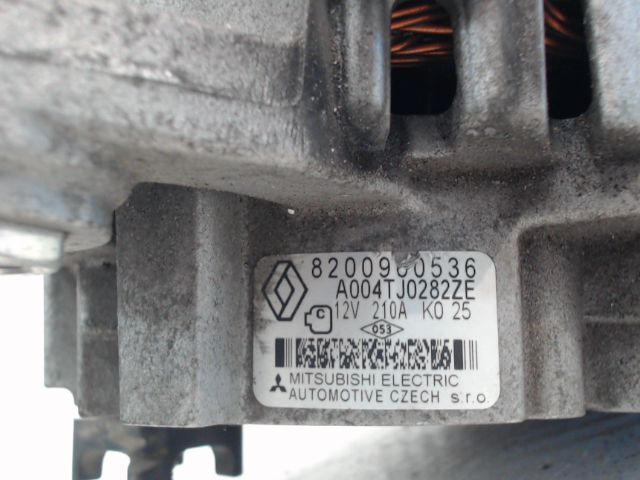 8200960536
A004TJ0282ZE
C 12V 210A KO 25
053
MITSUBISHI ELECTRIC
AUTOMOTIVE CZECH s.r.o.